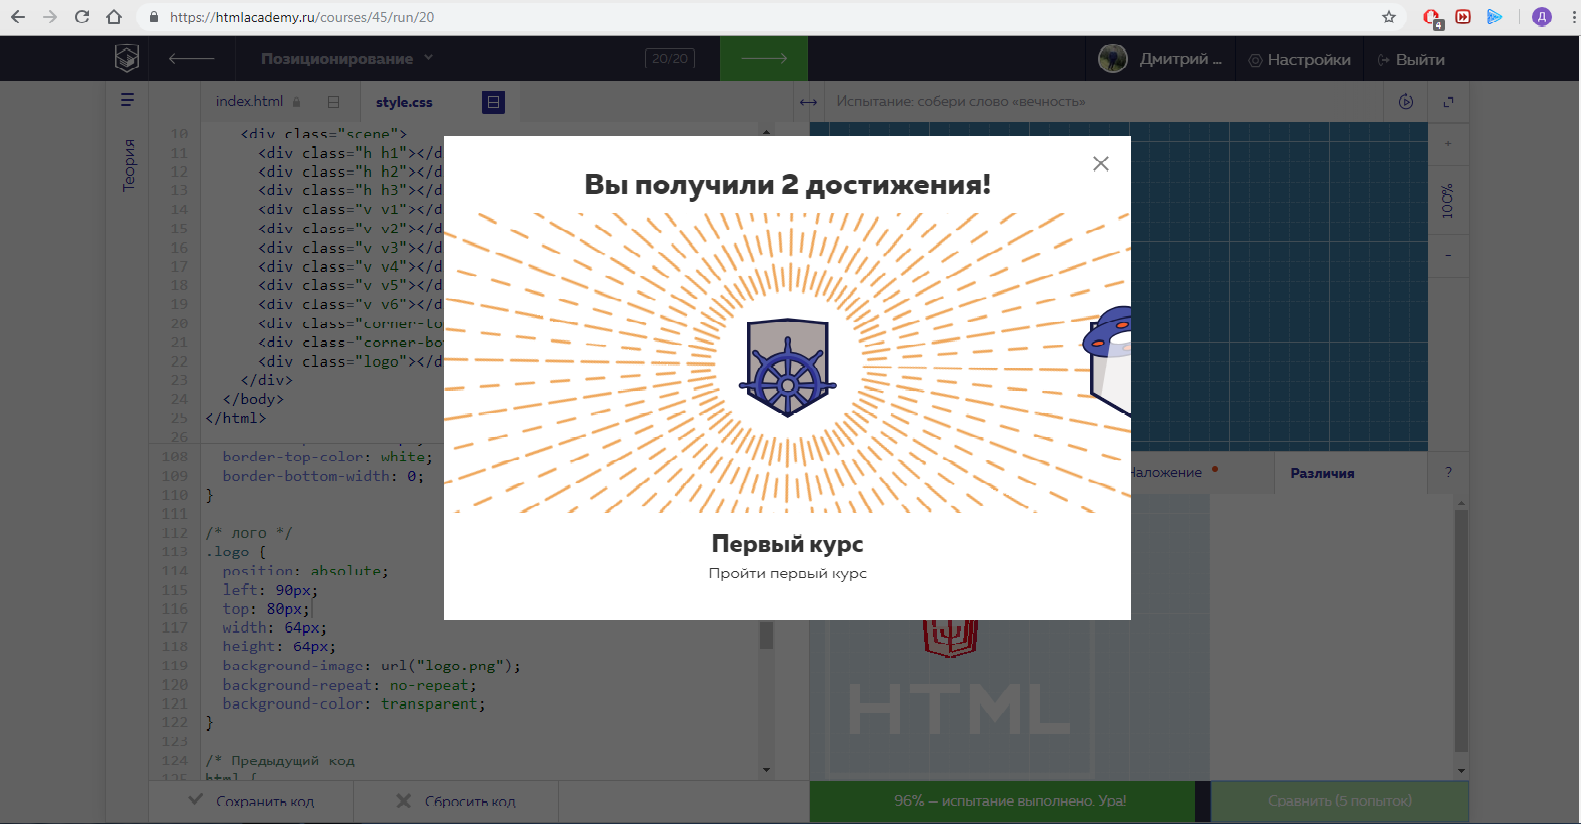 https://htmlacademy.ru/courses/45/run/20
4
Д
Позиционирование
20/20
Дмитрий ...
Настройки
Выйти
index.html
style.css
Испытание: собери слово «вечность»
Теория
10 <div class="scene">
11 <div class="h h1"></d
12 <div class="h h2"></d
13 <div class="h h3"></d
14 <div class="v v1"></d
15 <div class="v v2"></d
16 <div class="v v3"></d
17 <div class="v v4"></d
18 <div class="v v5"></d
19 <div class="v v6"></d
20 <div class="corner-to
21 <div class="corner-bo
22 <div class="logo"></d
23 </div>
24 </body>
25 </html>
26
108 border-top-color: white;
109 border-bottom-width: 0;
110 }
111
112 /* лого */
113 .logo {
114 position: absolute;
115 left: 90px;
116 top: 80px;
117 width: 64px;
118 height: 64px;
119 background-image: url("logo.png");
120 background-repeat: no-repeat;
121 background-color: transparent;
122 }
123
124 /* Предыдущий код
125 html {
Сохранить код
Сбросить код
Вы получили 2 достижения!
Первый курс
Пройти первый курс
+
100%
-
Наложение
Различия
?
HTML
96% — испытание выполнено. Ура!
Сравнить (5 попыток)